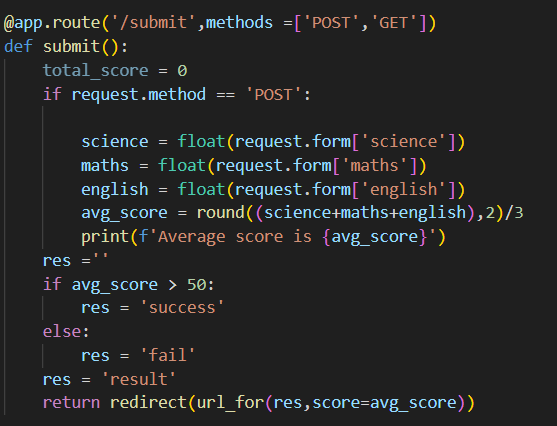 @app.route('/submit',methods =['POST','GET'])
def submit():
    total_score = 0
    if request.method == 'POST':

        science = float(request.form['science'])
        maths = float(request.form['maths'])
        english = float(request.form['english'])
        avg_score = round((science+maths+english),2)/3
        print(f'Average score is {avg_score}')
    res =''
    if avg_score > 50:
        res = 'success'
    else:
        res = 'fail'
    res = 'result'
    return redirect(url_for(res,score=avg_score))